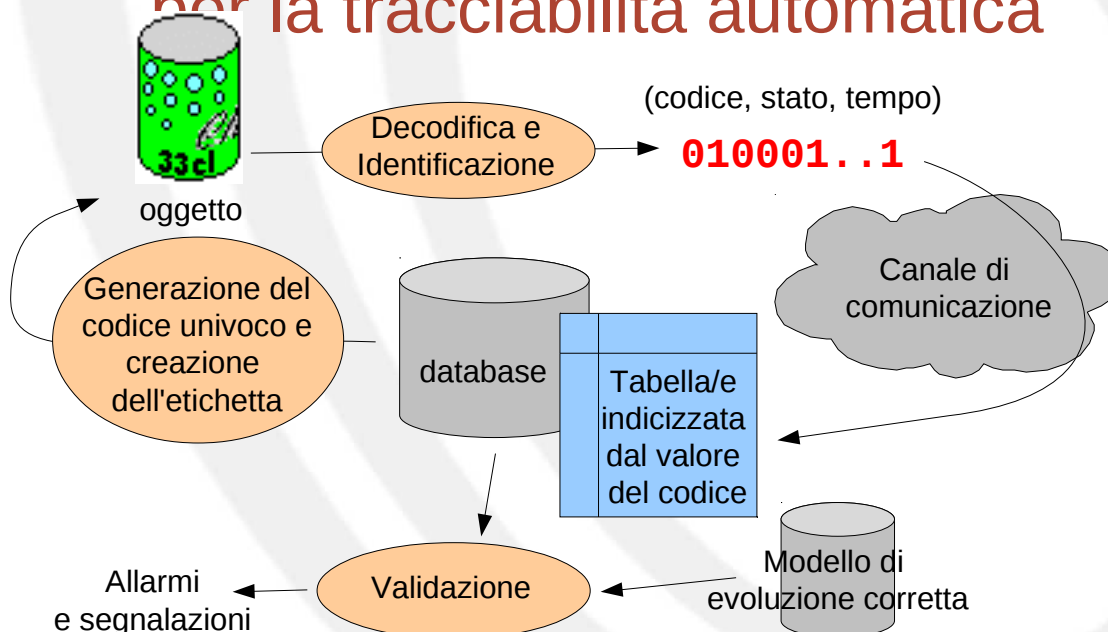 per la tracciabilità automatica
(codice, stato, tempo)
Decodifica e
Identificazione
010001..1
33cl
oggetto
Generazione del
codice univoco e
creazione
dell'etichetta
database
Tabella/e
indicizzata
dal valore
del codice
Canale di
comunicazione
Modello di
evoluzione corretta
Validazione
Allarmi
e segnalazioni